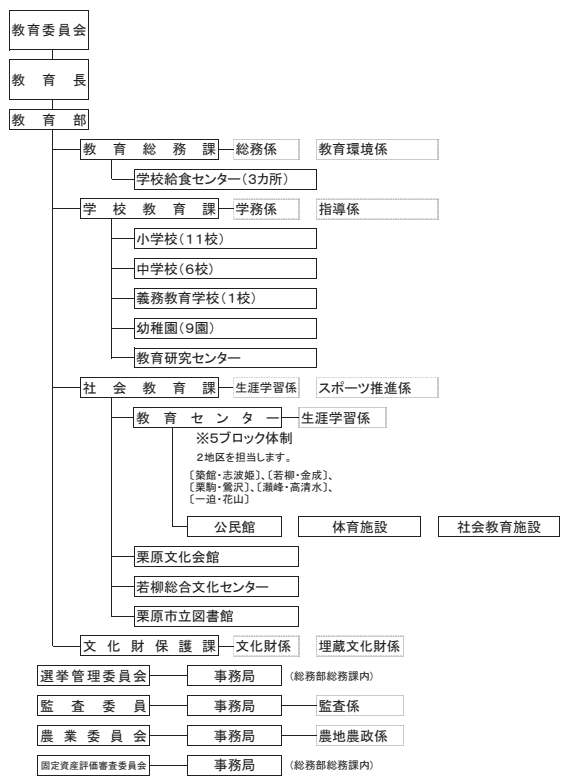 教育委員会
教育長
教育部
教育総務課 総務係 教育環境係
学校給食センター(3カ所)
学校教育課 学務係 指導係
小学校(11校)
中学校(6校)
義務教育学校(1校)
幼稚園(9園)
教育研究センター
社会教育課 生涯学習係 スポーツ推進係
教育センター 生涯学習係
※5ブロック体制
2地区を担当します。
〔築館・志波姫〕、〔若柳・金成〕、
〔栗駒・鶯沢〕、〔瀬峰・高清水〕、
〔一迫・花山〕
公民館 体育施設 社会教育施設
栗原文化会館
若柳総合文化センター
栗原市立図書館
文化財保護課 文化財係 埋蔵文化財係
選挙管理委員会 事務局 (総務部総務課内)
監査委員 事務局 監査係
農業委員会 事務局 農地農政係
固定資産評価審査委員会 事務局 (総務部総務課内)